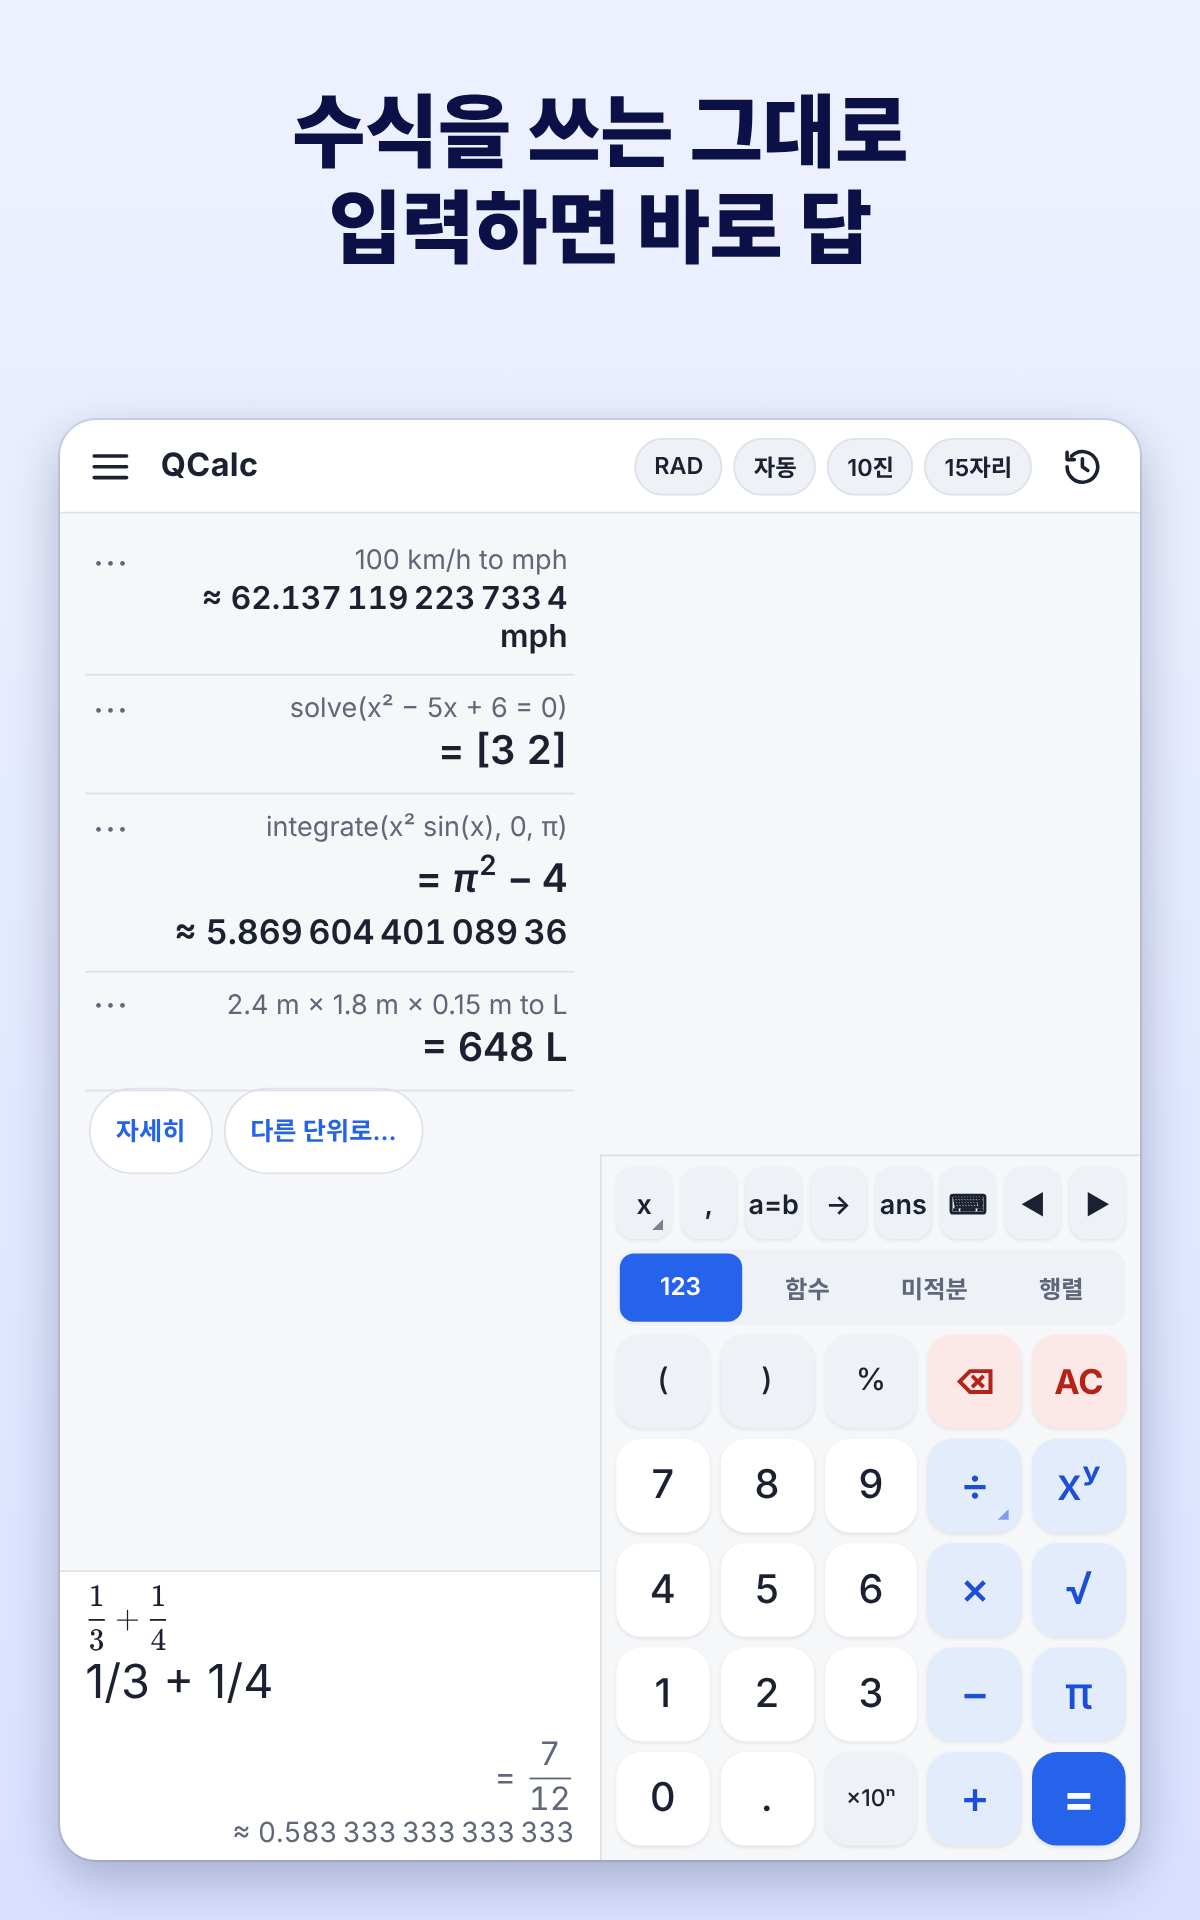 수식을 쓰는 그대로
입력하면 바로 답
QCalc
RAD
자동
10진
15자리
...
100 km/h to mph
≈ 62.137 119 223 733 4
mph
...
solve(x² − 5x + 6 = 0)
= [3 2]
...
integrate(x² sin(x), 0, π)
= π² − 4
≈ 5.869 604 401 089 36
...
2.4 m × 1.8 m × 0.15 m to L
= 648 L
자세히
다른 단위로...
1/3 + 1/4
1/3 + 1/4
= 7/12
≈ 0.583 333 333 333 333
x , a=b → ans ⌨ ◀ ▶
123 함수 미적분 행렬
( ) % ⌫ AC
7 8 9 ÷ xʸ
4 5 6 × √
1 2 3 − π
0 . ×10ⁿ + =